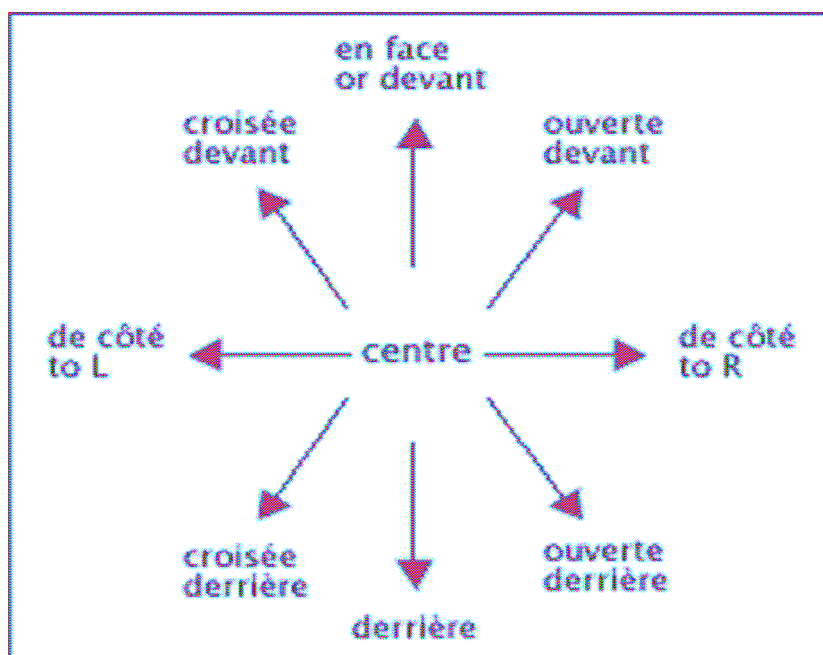 en face
or devant
croisée
devant
ouverte
devant
de côté
to L
centre
de côté
to R
croisée
derrière
ouverte
derrière
derrière